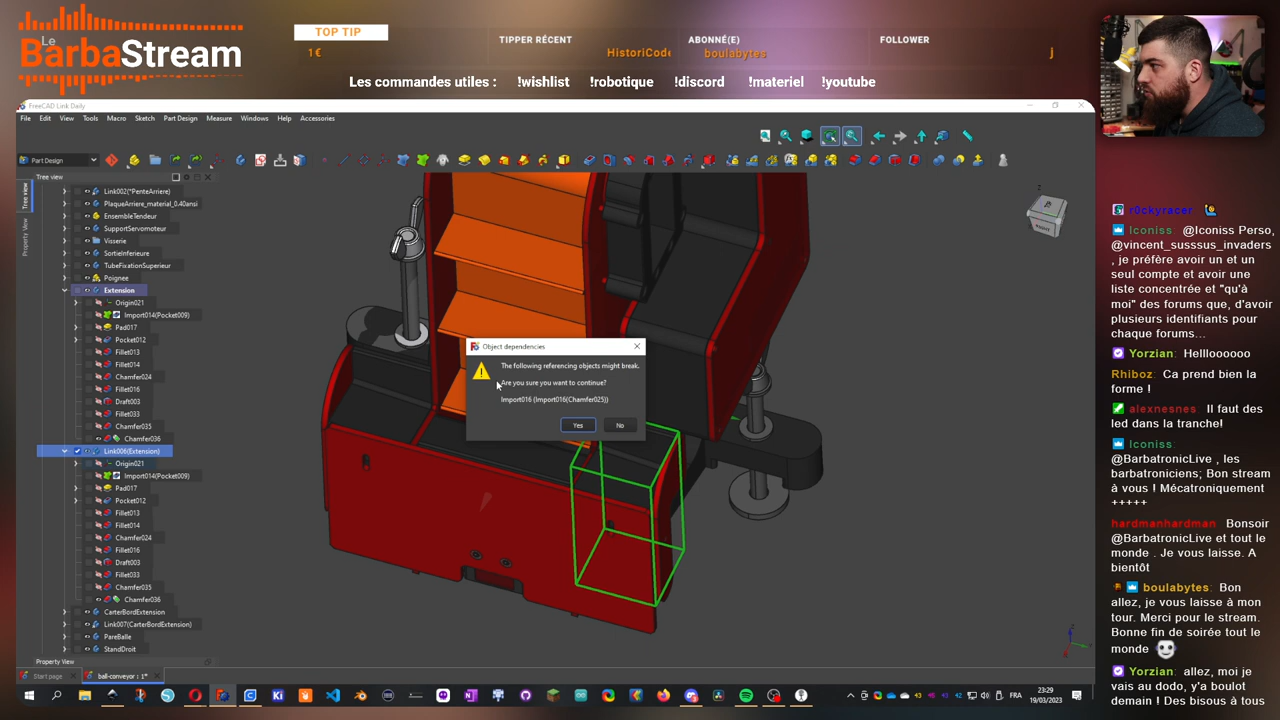 Le
BarbaStream
TOP TIP
1€
TIPPER RÉCENT
HistoriCode
ABONNÉ(E)
boulabytes
FOLLOWER
j
Les commandes utiles : !wishlist !robotique !discord !materiel !youtube
FreeCAD Link Daily
File Edit View Tools Macro Sketch Part Design Measure Windows Help Accessories
Part Design
Tree view
Tree view
Property View
Link002(*PenteArriere)
PlaqueArriere_material_0.40ansi
EnsembleTendeur
SupportServomoteur
Visserie
SortieInferieure
TubeFixationSuperieur
Poignee
Extension
Origin021
Import014(Pocket009)
Pad017
Pocket012
Fillet013
Fillet014
Chamfer024
Fillet016
Draft003
Fillet033
Chamfer035
Chamfer036
Link006(Extension)
Origin021
Import014(Pocket009)
Pad017
Pocket012
Fillet013
Fillet014
Chamfer024
Fillet016
Draft003
Fillet033
Chamfer035
Chamfer036
CarterBordExtension
Link007(CarterBordExtension)
PareBalle
StandDroit
Property View
Start page
ball-conveyor : 1*
Object dependencies
The following referencing objects might break.
Are you sure you want to continue?
Import016 (Import016(Chamfer025))
Yes No
r0ckyracer
Iconiss @Iconiss Perso,
@vincent_susssus_invaders
, je préfère avoir un et un
seul compte et avoir une
liste concentrée et "qu'à
moi" des forums que, d'avoir
plusieurs identifiants pour
chaque forums...
Yorzian: Hellloooooo
Rhiboz : Ca prend bien la
forme !
alexnesnes : Il faut des
led dans la tranche!
Iconiss:
@BarbatronicLive , les
barbatroniciens; Bon stream
à vous ! Mécatroniquement
+++++
hardmanhardman : Bonsoir
@BarbatronicLive et tout le
monde . Je vous laisse. A
bientôt
boulabytes: Bon
allez, je vous laisse à mon
tour. Merci pour le stream.
Bonne fin de soirée tout le
monde
Yorzian: allez, moi je
vais au dodo, y'a boulot
demain ! Des bisous à tous
FRA
23:29
19/03/2023